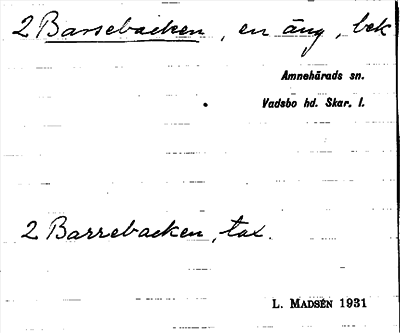 2 Barsebacken, en äng, bek
Amnehärads sn.
Vadsbo hd. Skar. l.
2 Barrebacken, tax.
L. MADSÉN 1931